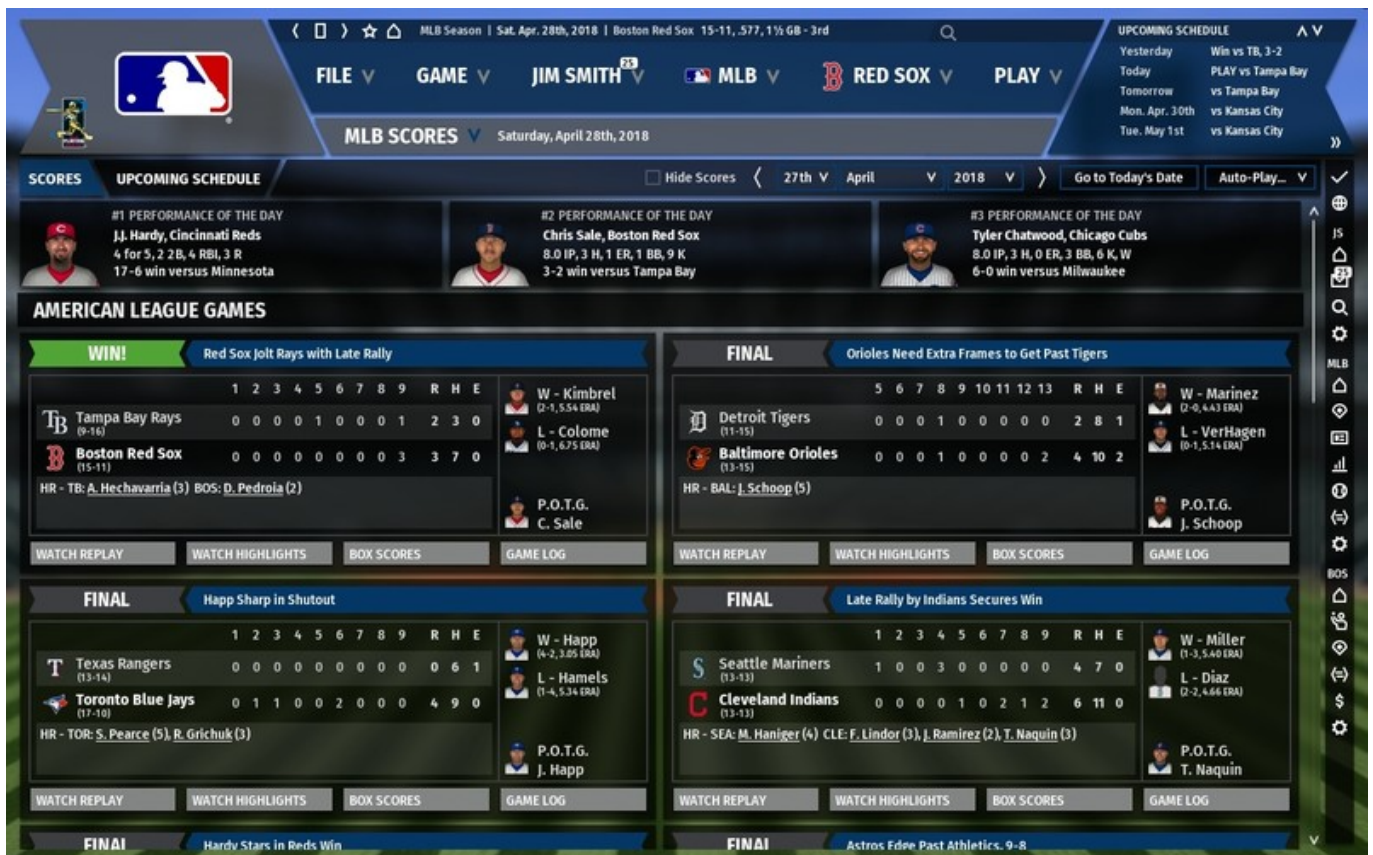 MLB Season | Sat. Apr. 28th, 2018 | Boston Red Sox 15-11, .577, 1½ GB - 3rd
FILE GAME JIM SMITH 25 MLB RED SOX PLAY
MLB SCORES Saturday, April 28th, 2018
UPCOMING SCHEDULE
Yesterday Win vs TB, 3-2
Today PLAY vs Tampa Bay
Tomorrow vs Tampa Bay
Mon. Apr. 30th vs Kansas City
Tue. May 1st vs Kansas City
SCORES UPCOMING SCHEDULE Hide Scores 27th April 2018 Go to Today's Date Auto-Play...
#1 PERFORMANCE OF THE DAY
J.J. Hardy, Cincinnati Reds
4 for 5, 2 2B, 4 RBI, 3 R
17-6 win versus Minnesota
#2 PERFORMANCE OF THE DAY
Chris Sale, Boston Red Sox
8.0 IP, 3 H, 1 ER, 1 BB, 9 K
3-2 win versus Tampa Bay
#3 PERFORMANCE OF THE DAY
Tyler Chatwood, Chicago Cubs
8.0 IP, 3 H, 0 ER, 3 BB, 6 K, W
6-0 win versus Milwaukee
AMERICAN LEAGUE GAMES
WIN! Red Sox Jolt Rays with Late Rally
1 2 3 4 5 6 7 8 9 R H E
Tampa Bay Rays 0 0 0 0 1 0 0 0 1 2 3 0
(9-16)
Boston Red Sox 0 0 0 0 0 0 0 0 3 3 7 0
(15-11)
HR - TB: A. Hechavarria (3) BOS: D. Pedroia (2)
W - Kimbrel
(2-1, 5.54 ERA)
L - Colome
(0-1, 6.75 ERA)
P.O.T.G.
C. Sale
WATCH REPLAY WATCH HIGHLIGHTS BOX SCORES GAME LOG
FINAL Orioles Need Extra Frames to Get Past Tigers
5 6 7 8 9 10 11 12 13 R H E
Detroit Tigers 0 0 0 1 0 0 0 0 0 2 8 1
(11-15)
Baltimore Orioles 0 0 0 1 0 0 0 0 2 4 10 2
(13-15)
HR - BAL: J. Schoop (5)
W - Marinez
(2-0, 4.43 ERA)
L - VerHagen
(0-1, 5.14 ERA)
P.O.T.G.
J. Schoop
WATCH REPLAY WATCH HIGHLIGHTS BOX SCORES GAME LOG
FINAL Happ Sharp in Shutout
1 2 3 4 5 6 7 8 9 R H E
Texas Rangers 0 0 0 0 0 0 0 0 0 0 6 1
(13-14)
Toronto Blue Jays 0 1 1 0 0 2 0 0 0 4 9 0
(17-10)
HR - TOR: S. Pearce (5), R. Grichuk (3)
W - Happ
(4-2, 3.05 ERA)
L - Hamels
(1-4, 5.34 ERA)
P.O.T.G.
J. Happ
WATCH REPLAY WATCH HIGHLIGHTS BOX SCORES GAME LOG
FINAL Late Rally by Indians Secures Win
1 2 3 4 5 6 7 8 9 R H E
Seattle Mariners 1 0 0 3 0 0 0 0 0 4 7 0
(13-13)
Cleveland Indians 0 0 0 0 1 0 2 1 2 6 11 0
(13-13)
HR - SEA: M. Haniger (4) CLE: F. Lindor (3), J. Ramirez (2), T. Naquin (3)
W - Miller
(1-3, 5.40 ERA)
L - Diaz
(2-2, 4.66 ERA)
P.O.T.G.
T. Naquin
WATCH REPLAY WATCH HIGHLIGHTS BOX SCORES GAME LOG
FINAL Hardy Stars in Reds Win
FINAL Astros Edge Past Athletics, 9-8
JS
25
MLB
BOS